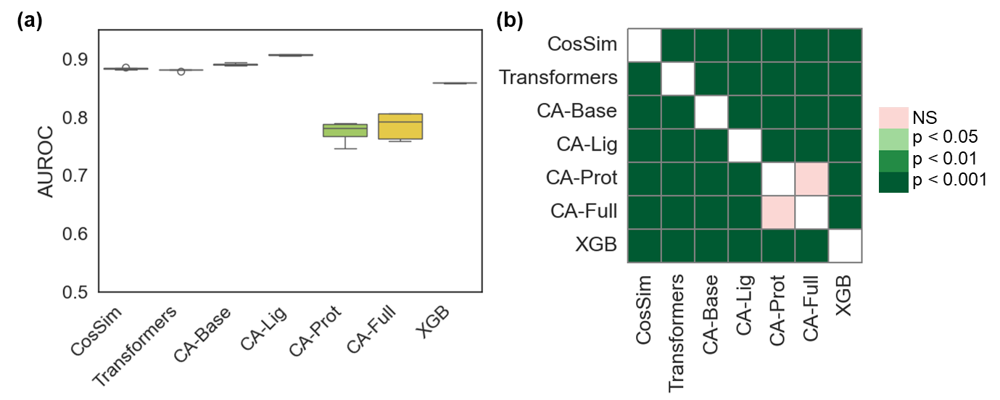 (a)
AUROC
0.9
0.8
0.7
0.6
0.5
CosSim
Transformers
CA-Base
CA-Lig
CA-Prot
CA-Full
XGB
(b)
CosSim
Transformers
CA-Base
CA-Lig
CA-Prot
CA-Full
XGB
CosSim
Transformers
CA-Base
CA-Lig
CA-Prot
CA-Full
XGB
NS
p < 0.05
p < 0.01
p < 0.001